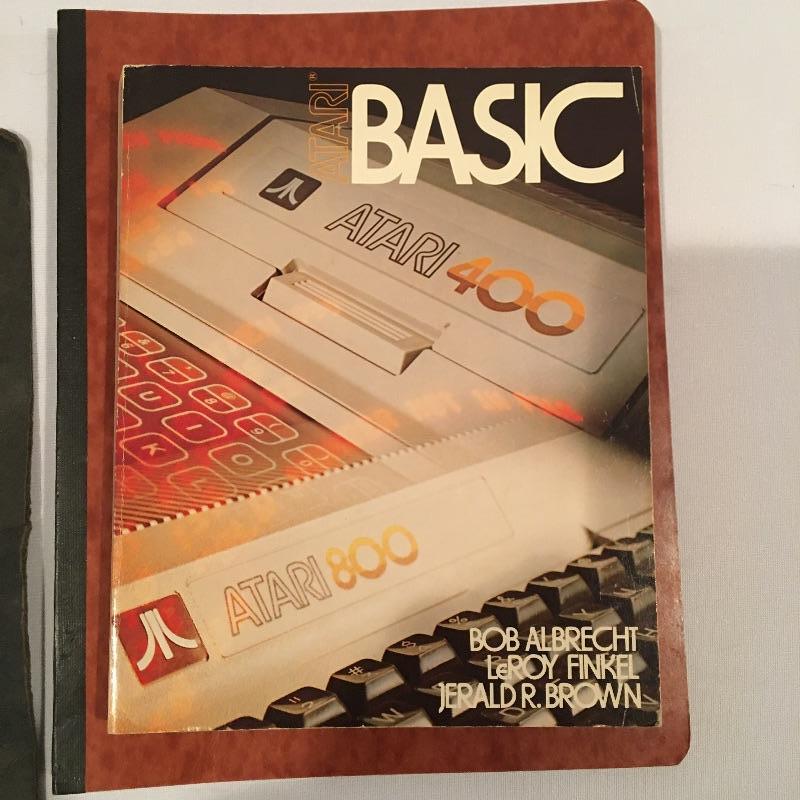 ATARI®
BASIC
ATARI 400
ATARI 800
BOB ALBRECHT
LeROY FINKEL
JERALD R. BROWN